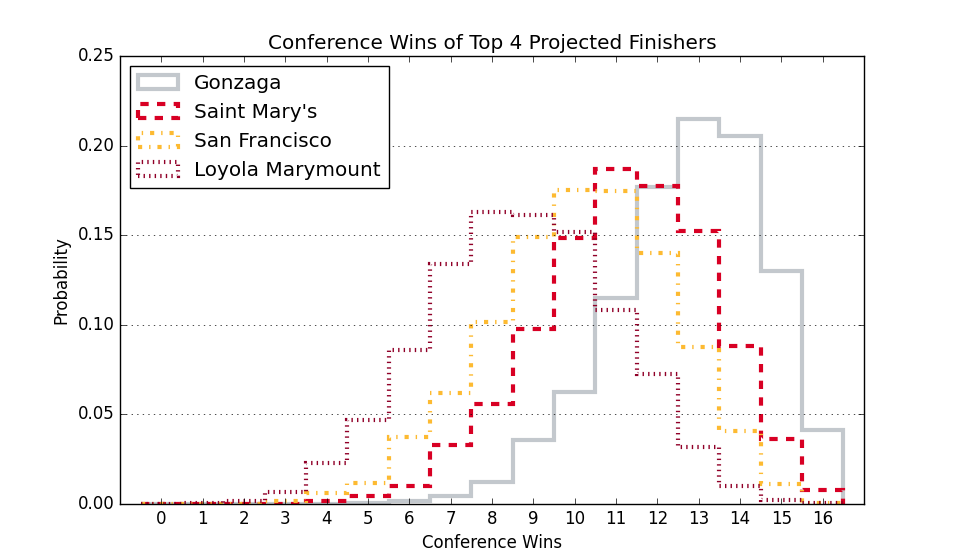 Conference Wins of Top 4 Projected Finishers
0.25
0.20
0.15
0.10
0.05
0.00
Probability
Gonzaga
Saint Mary's
San Francisco
Loyola Marymount
0 1 2 3 4 5 6 7 8 9 10 11 12 13 14 15 16
Conference Wins